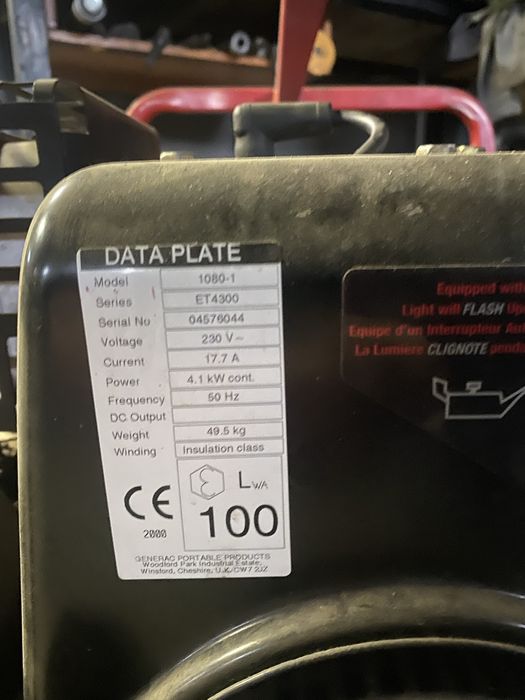 DATA PLATE
Model 1080-1
Series ET4300
Serial No 04576044
Voltage 230 V~
Current 17.7 A
Power 4.1 kW cont.
Frequency 50 Hz
DC Output
Weight 49.5 kg
Winding Insulation class
CE
2000
LWA
100
GENERAC PORTABLE PRODUCTS
Woodford Park Industrial Estate,
Winsford, Cheshire, U.K. CW7 2JZ
Equipped with
Light will FLASH Up
Equipe d'un Interrupteur Au
La Lumiere CLIGNOTE pend